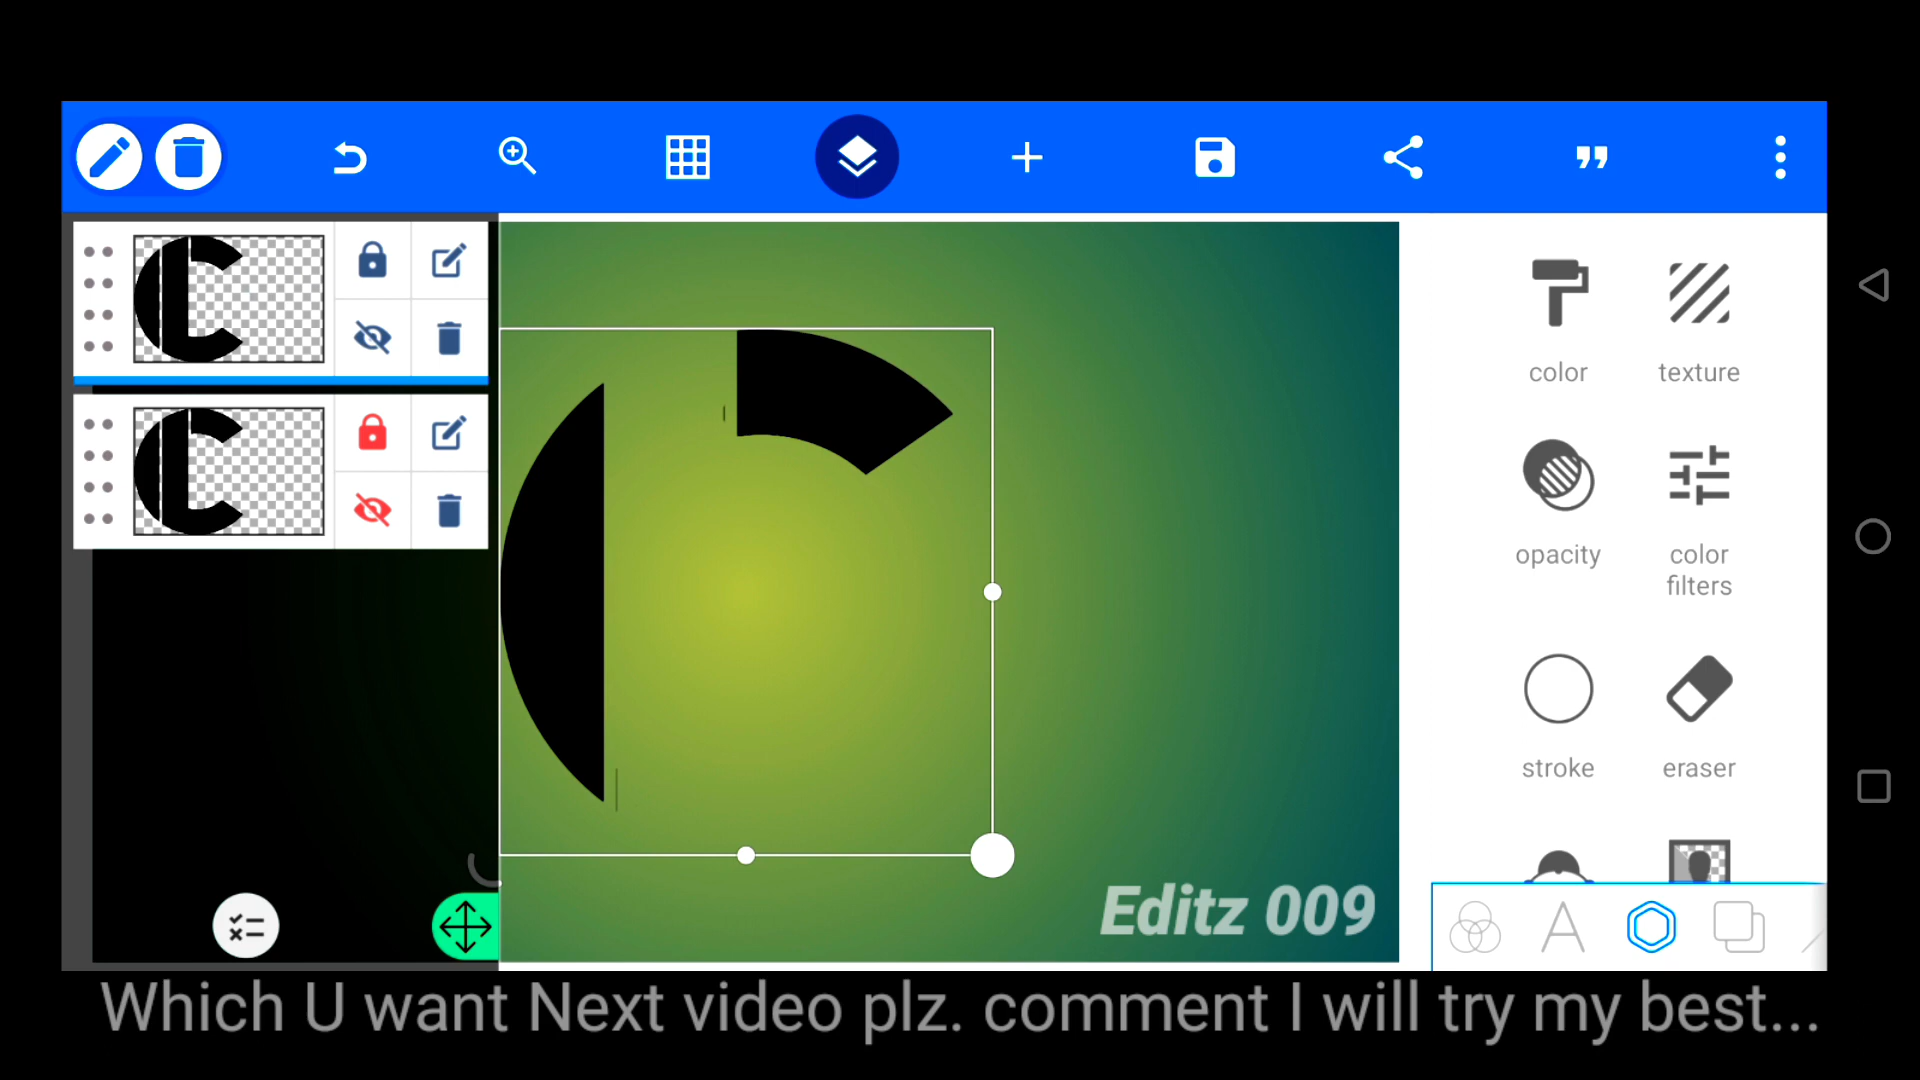 color texture
opacity color
filters
stroke eraser
Editz 009
Which U want Next video plz. comment I will try my best...